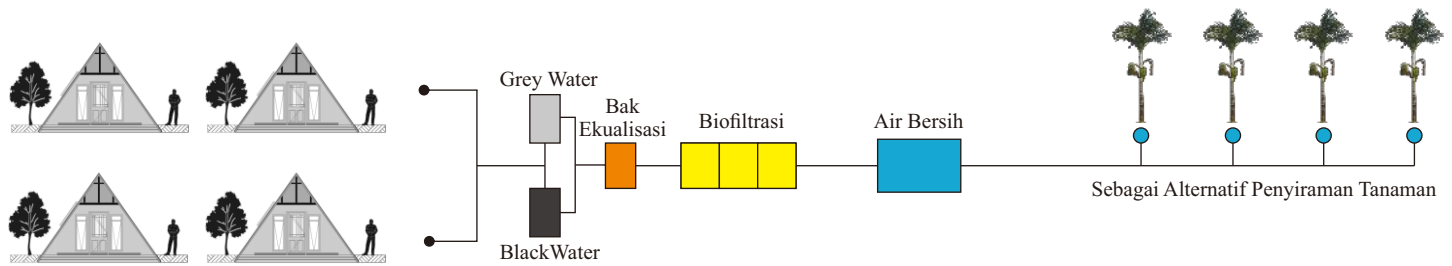 Grey Water
Bak
Ekualisasi
Biofiltrasi
Air Bersih
BlackWater
Sebagai Alternatif Penyiraman Tanaman